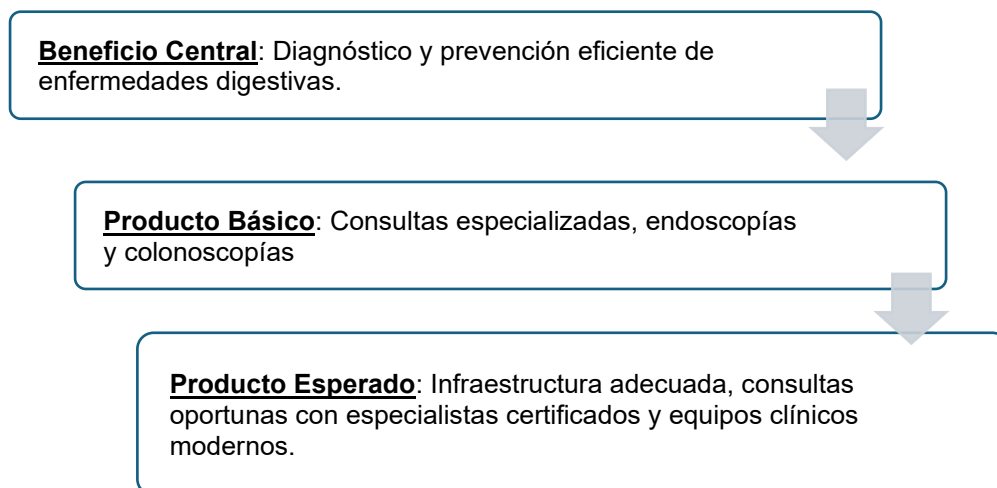 Beneficio Central: Diagnóstico y prevención eficiente de
enfermedades digestivas.
Producto Básico: Consultas especializadas, endoscopías
y colonoscopías
Producto Esperado: Infraestructura adecuada, consultas
oportunas con especialistas certificados y equipos clínicos
modernos.